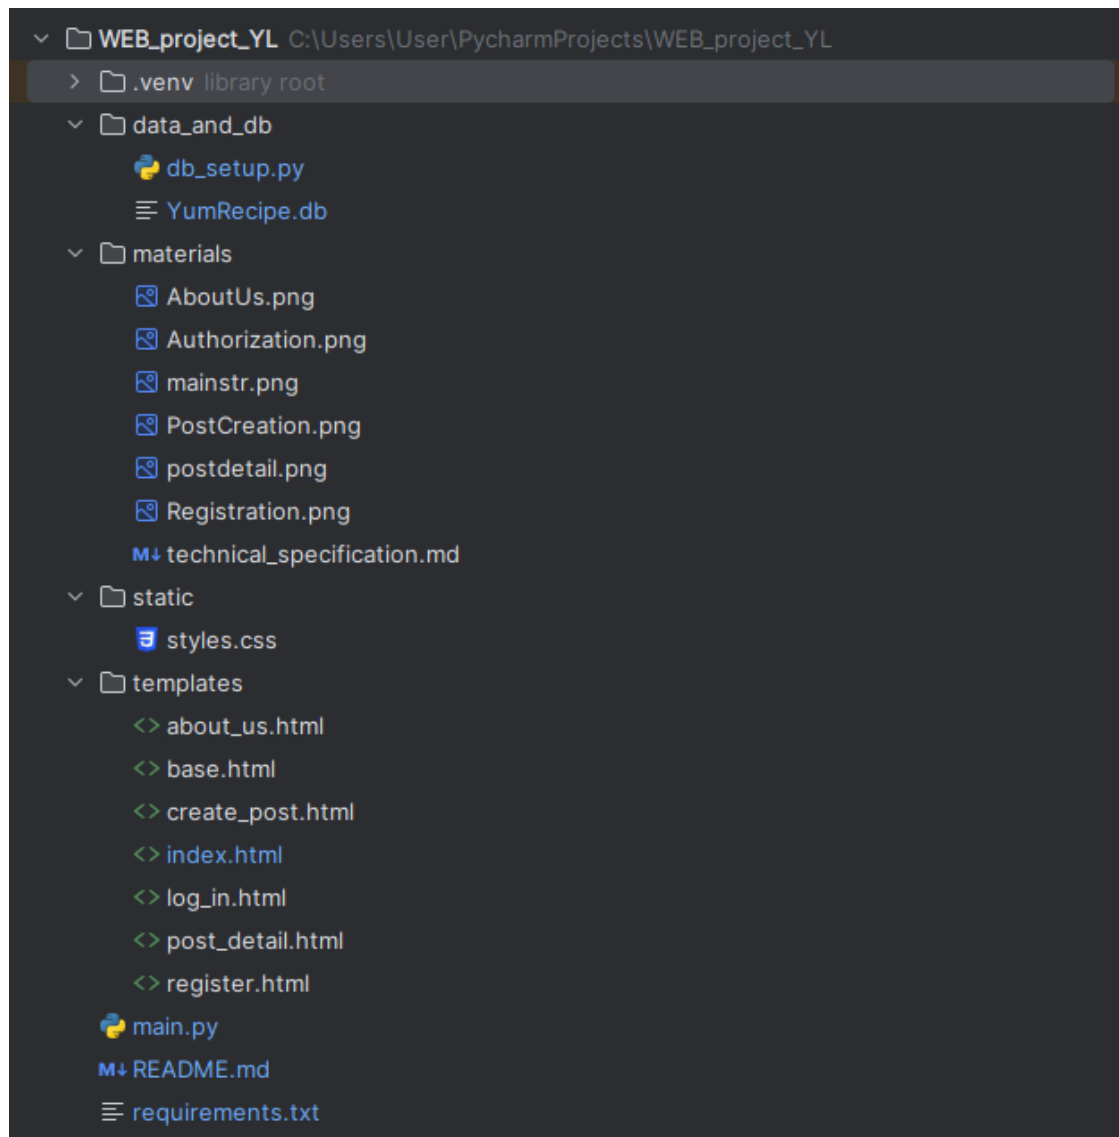 WEB_project_YL C:\Users\User\PycharmProjects\WEB_project_YL
.venv library root
data_and_db
db_setup.py
YumRecipe.db
materials
AboutUs.png
Authorization.png
mainstr.png
PostCreation.png
postdetail.png
Registration.png
M↓ technical_specification.md
static
styles.css
templates
<> about_us.html
<> base.html
<> create_post.html
<> index.html
<> log_in.html
<> post_detail.html
<> register.html
main.py
M↓ README.md
requirements.txt